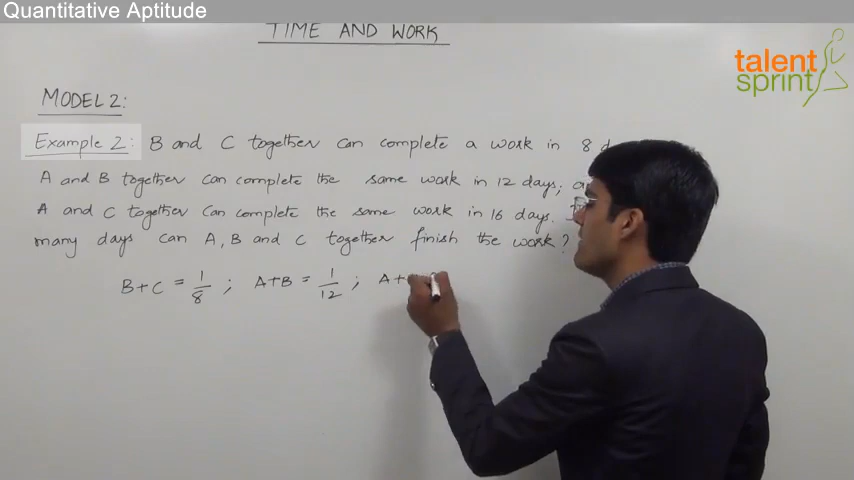 Quantitative Aptitude
TIME AND WORK
talent
sprint
MODEL 2:
Example 2: B and C together can complete a work in 8
A and B together can complete the same work in 12 days;
A and C together can complete the same work in 16 days.
many days can A, B and C together finish the work?
B+C = 1/8 ; A+B = 1/12 ; A+